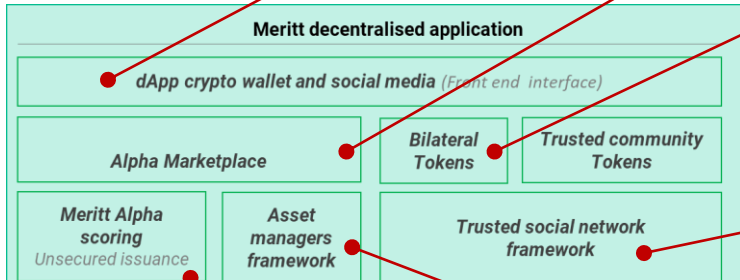 Meritt decentralised application
dApp crypto wallet and social media (Front end interface)
Alpha Marketplace
Bilateral
Tokens
Trusted community
Tokens
Meritt Alpha
scoring
Unsecured issuance
Asset
managers
framework
Trusted social network
framework